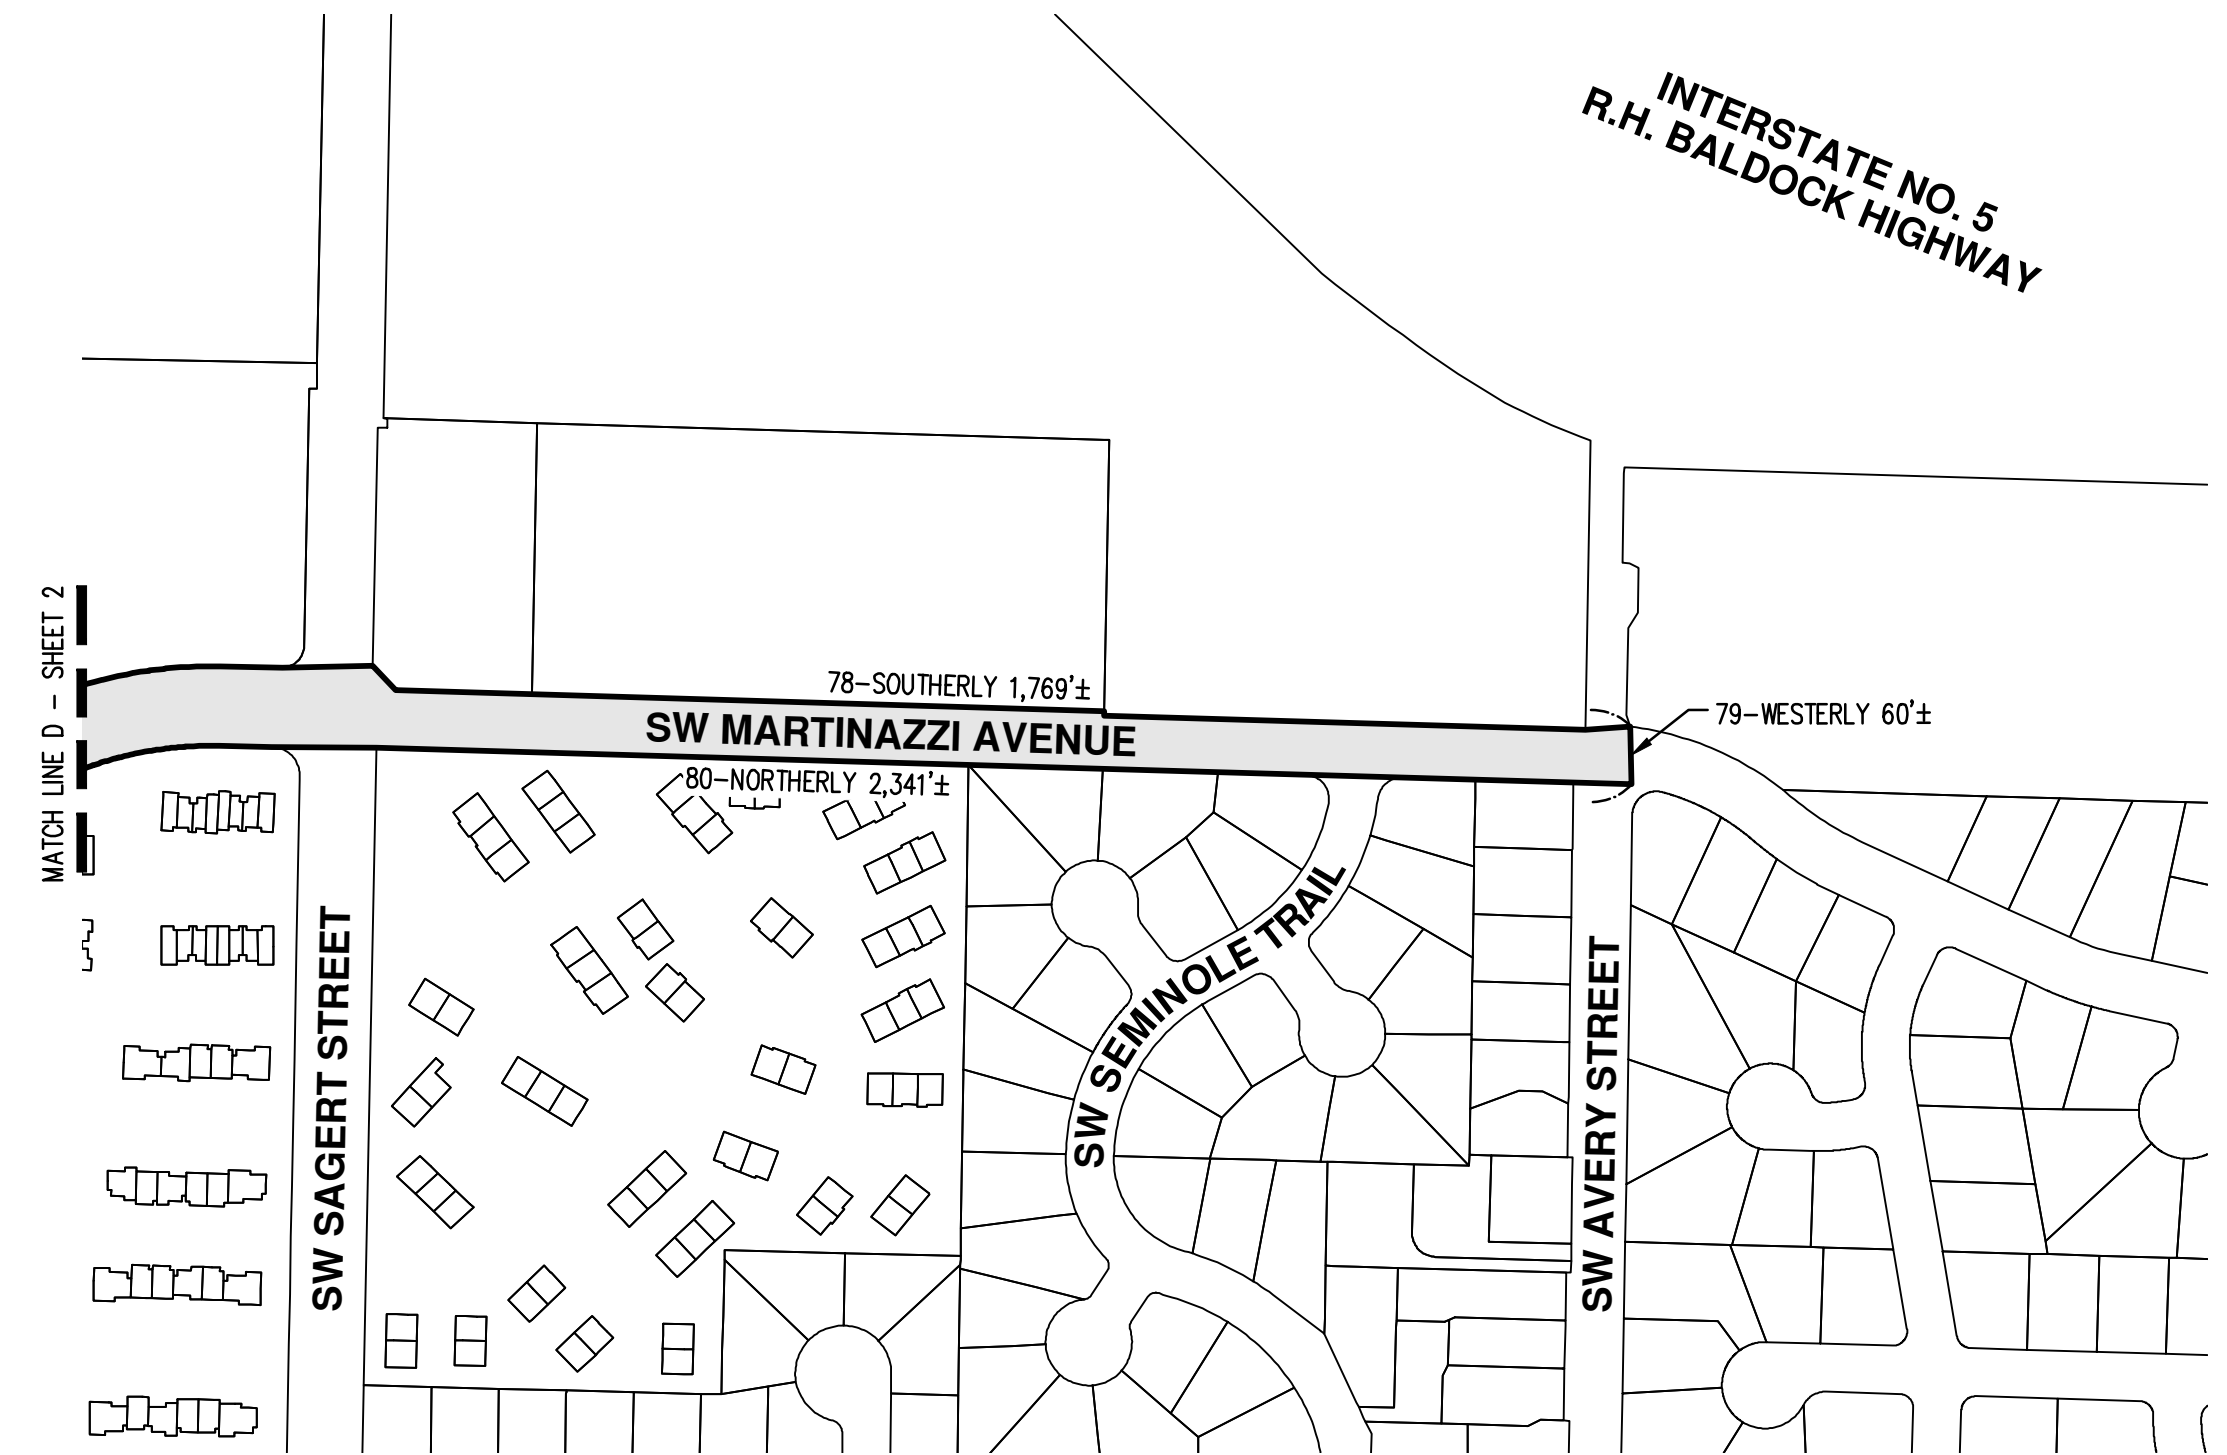 INTERSTATE NO. 5
R.H. BALDOCK HIGHWAY
MATCH LINE D - SHEET 2
78-SOUTHERLY 1,769'±
SW MARTINAZZI AVENUE
79-WESTERLY 60'±
80-NORTHERLY 2,341'±
SW SAGERT STREET
SW SEMINOLE TRAIL
SW AVERY STREET